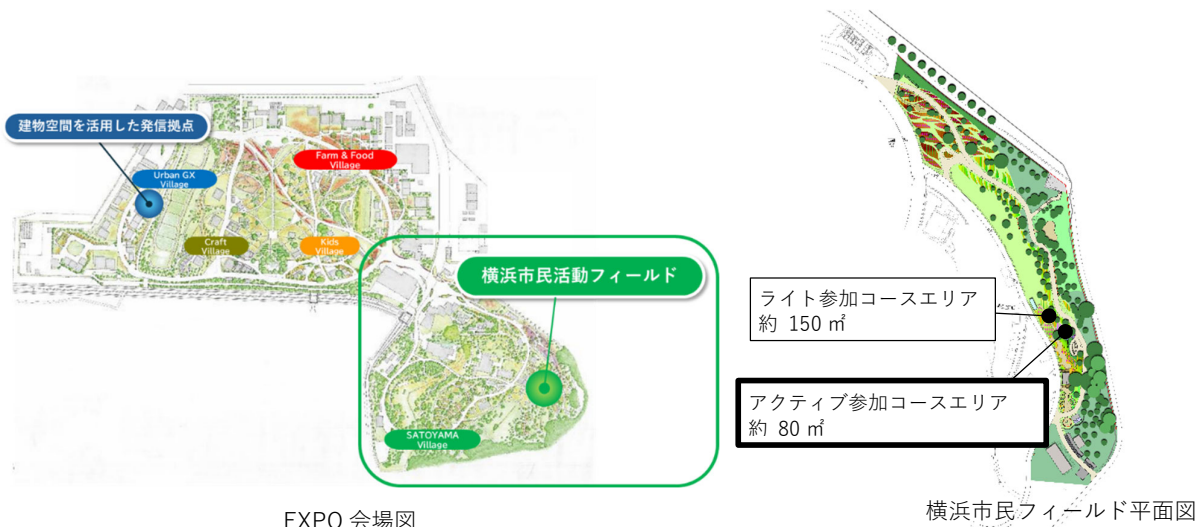 建物空間を活用した発信拠点
Farm & Food
Village
Urban GX
Village
Craft
Village
Kids
Village
横浜市民活動フィールド
SATOYAMA
Village
EXPO 会場図
ライト参加コースエリア
約 150 ㎡
アクティブ参加コースエリア
約 80 ㎡
横浜市民フィールド平面図